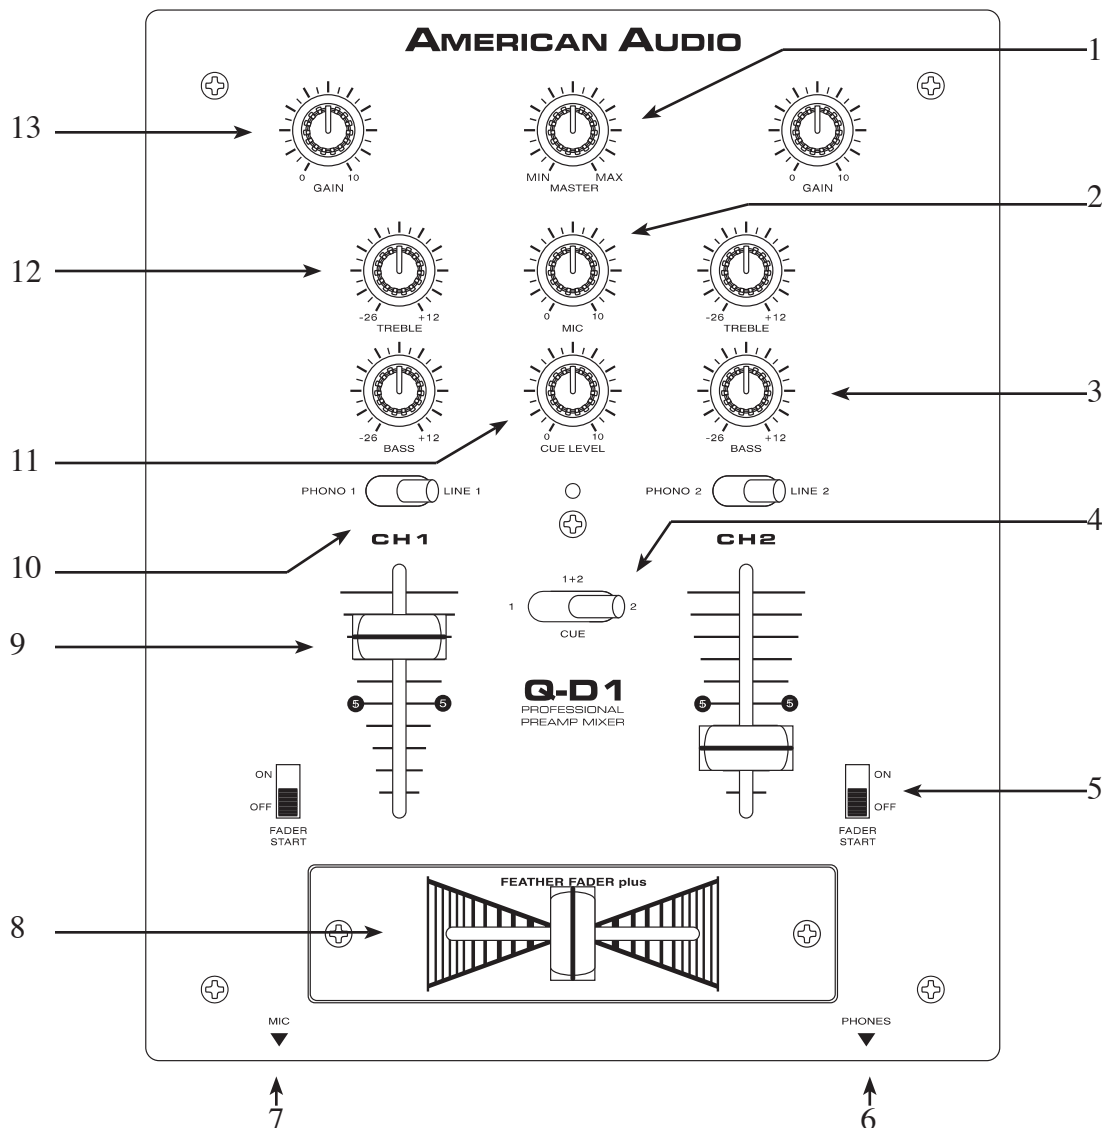 AMERICAN AUDIO
1
13
0 10
GAIN
MIN MAX
MASTER
0 10
GAIN
2
12
-26 +12
TREBLE
0 10
MIC
-26 +12
TREBLE
3
-26 +12
BASS
0 10
CUE LEVEL
-26 +12
BASS
11
PHONO 1 LINE 1
PHONO 2 LINE 2
4
CH1
CH2
10
1+2
1 2
CUE
9
Q-D1
PROFESSIONAL
PREAMP MIXER
5 5
5 5
ON
OFF
FADER
START
ON
OFF
FADER
START
5
FEATHER FADER plus
8
MIC
PHONES
7
6